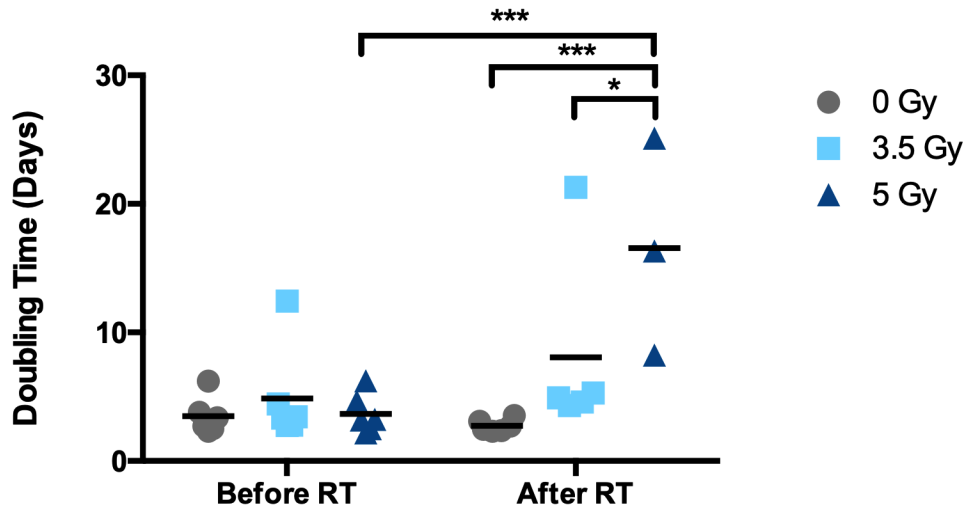 ***
***
*
30
20
10
0
Doubling Time (Days)
Before RT
After RT
0 Gy
3.5 Gy
5 Gy